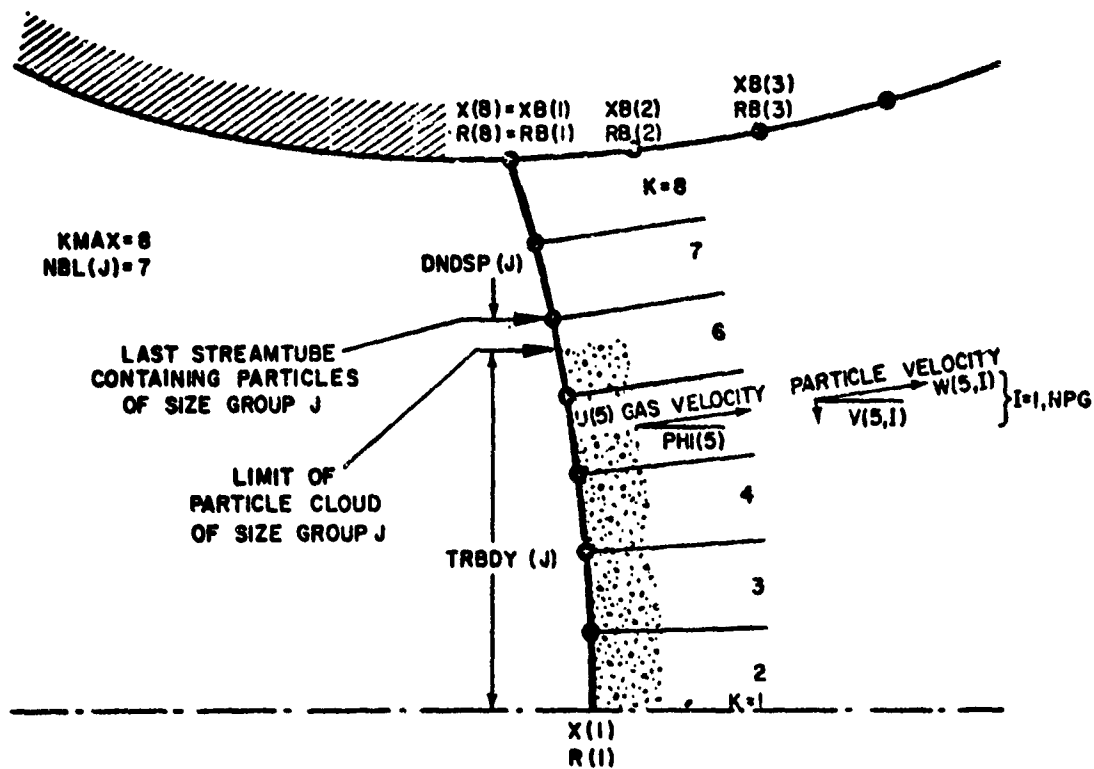 X(8)=XB(1) XB(2) XB(3)
R(8)=RB(1) RB(2) RB(3)
K=8
KMAX=8
NBL(J)=7
7
DNDSP(J)
6
LAST STREAMTUBE
CONTAINING PARTICLES
OF SIZE GROUP J
U(5) GAS VELOCITY
PHI(5)
PARTICLE VELOCITY
W(5,I)
V(5,I)
I=1,NPG
LIMIT OF
PARTICLE CLOUD
OF SIZE GROUP J
4
TRBDY (J)
3
2
K=1
X(1)
R(1)